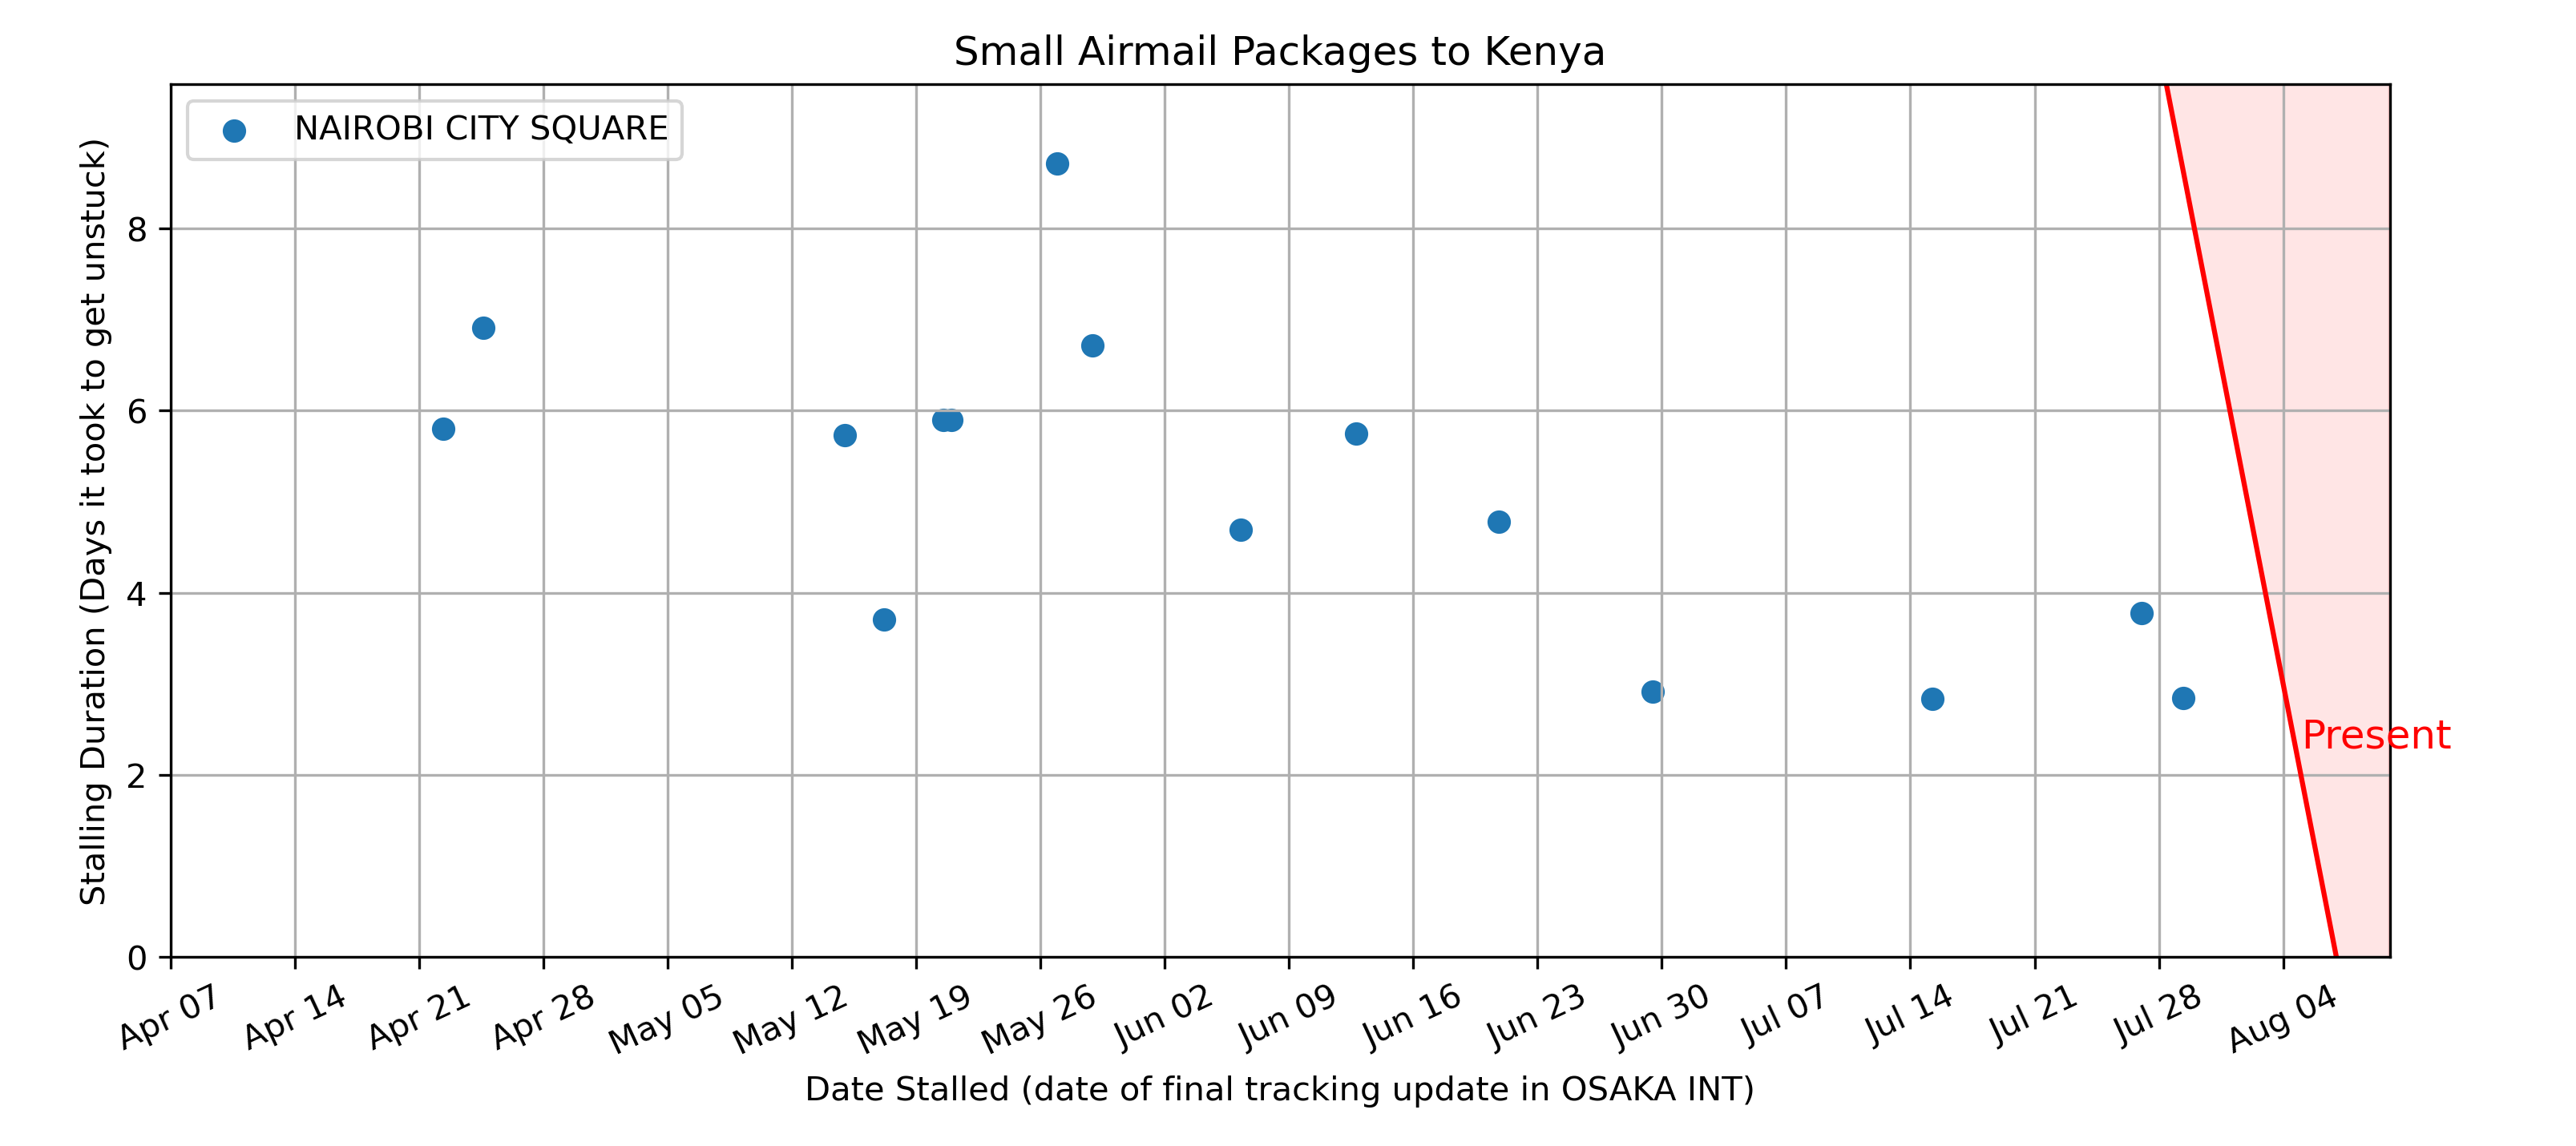 Small Airmail Packages to Kenya
NAIROBI CITY SQUARE
Stalling Duration (Days it took to get unstuck)
8
6
4
2
0
Present
Apr 07
Apr 14
Apr 21
Apr 28
May 05
May 12
May 19
May 26
Jun 02
Jun 09
Jun 16
Jun 23
Jun 30
Jul 07
Jul 14
Jul 21
Jul 28
Aug 04
Date Stalled (date of final tracking update in OSAKA INT)